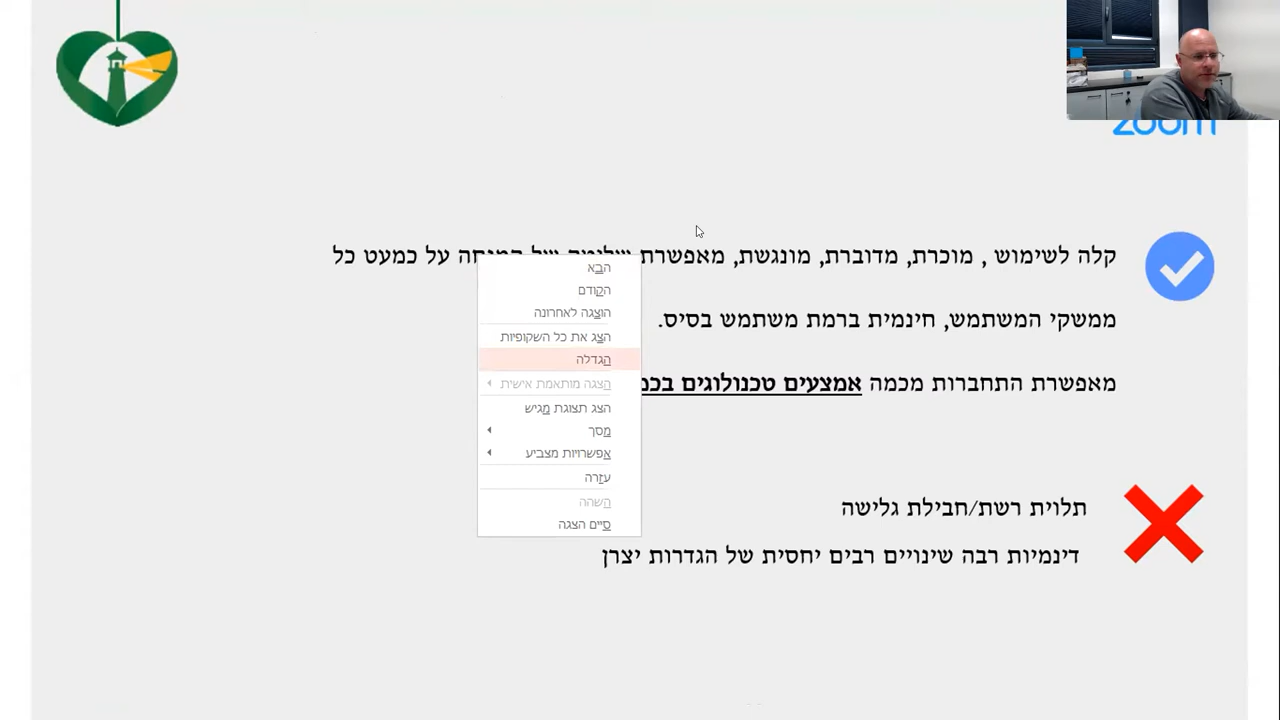 zoom
קלה לשימוש , מוכרת, מדוברת, מונגשת, מאפשרת על כמעט כל
ממשקי המשתמש, חינמית ברמת משתמש בסיס.
מאפשרת התחברות מכמה אמצעים טכנולוגים
הבא
הקודם
הוצגה לאחרונה
הצג את כל השקופיות
הגדלה
הצגה מותאמת אישית
הצג תצוגת מגיש
מסך
אפשרויות מצביע
עזרה
השהה
סיים הצגה
תלוית רשת/חבילת גלישה
דינמיות רבה שינויים רבים יחסית של הגדרות יצרן